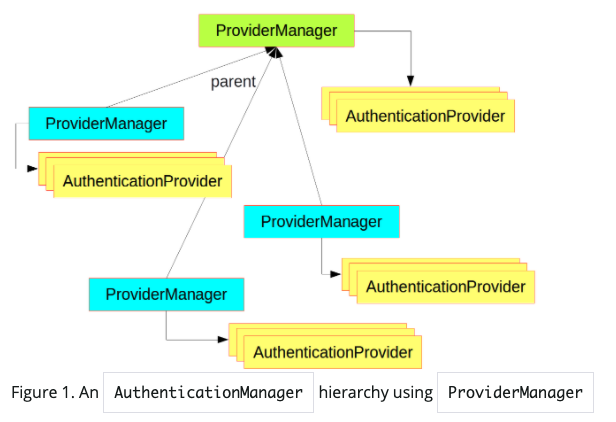 ProviderManager
parent
AuthenticationProvider
ProviderManager
AuthenticationProvider
ProviderManager
AuthenticationProvider
ProviderManager
AuthenticationProvider
Figure 1. An AuthenticationManager hierarchy using ProviderManager